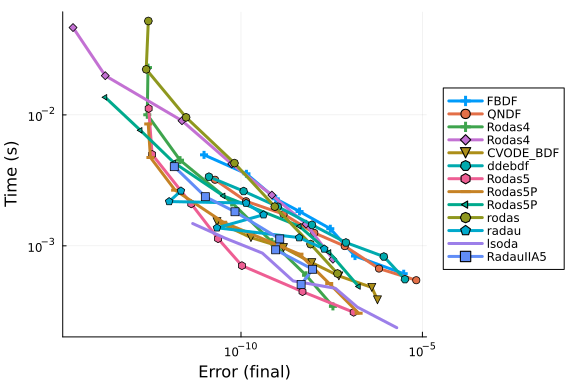 Time (s)
10⁻²
10⁻³
10⁻¹⁰
10⁻⁵
Error (final)
FBDF
QNDF
Rodas4
Rodas4
CVODE_BDF
ddebdf
Rodas5
Rodas5P
Rodas5P
rodas
radau
lsoda
RadauIIA5